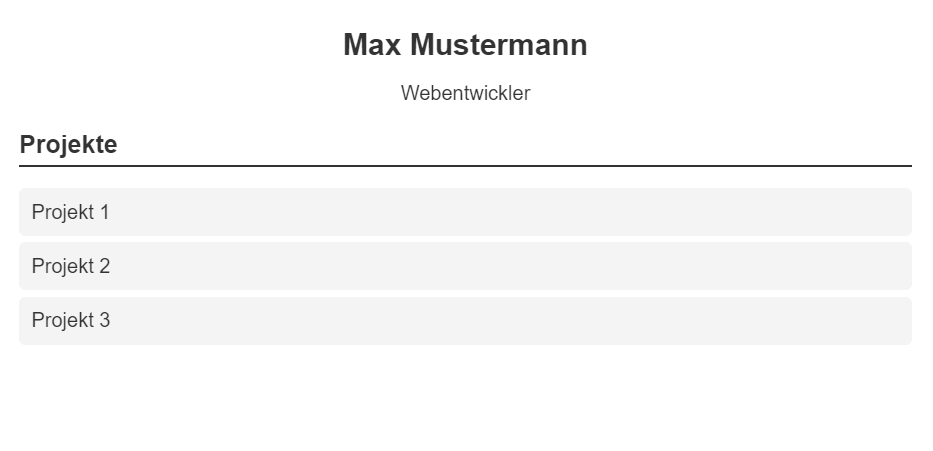 Max Mustermann
Webentwickler
Projekte
Projekt 1
Projekt 2
Projekt 3